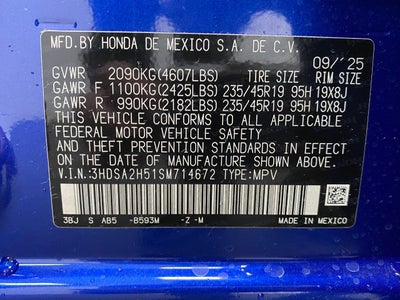 MFD.BY HONDA DE MEXICO S.A. DE C.V.
09/'25
GVWR 2090KG(4607LBS) TIRE SIZE RIM SIZE
GAWR F 1100KG(2425LBS) 235/45R19 95H 19X8J
GAWR R 990KG(2182LBS) 235/45R19 95H 19X8J
THIS VEHICLE CONFORMS TO ALL APPLICABLE
FEDERAL MOTOR VEHICLE SAFETY, BUMPER,
AND THEFT PREVENTION STANDARDS IN EFFECT
ON THE DATE OF MANUFACTURE SHOWN ABOVE.
V.I.N.:3HDSA2H51SM714672 TYPE:MPV
3BJ S AB5 -B593M -Z -M
MADE IN MEXICO